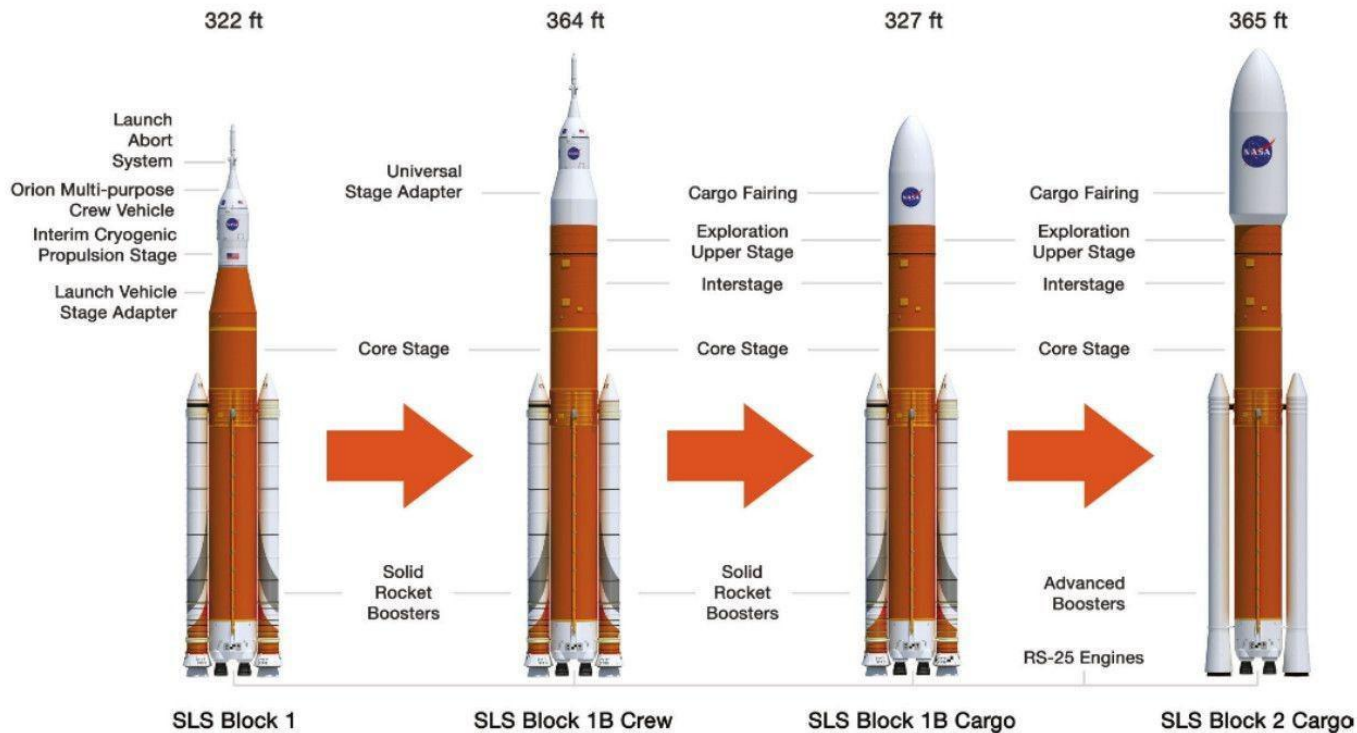 322 ft
364 ft
327 ft
365 ft
Launch
Abort
System
Orion Multi-purpose
Crew Vehicle
Interim Cryogenic
Propulsion Stage
Launch Vehicle
Stage Adapter
Core Stage
Solid
Rocket
Boosters
Universal
Stage Adapter
Cargo Fairing
Exploration
Upper Stage
Interstage
Core Stage
Solid
Rocket
Boosters
Cargo Fairing
Exploration
Upper Stage
Interstage
Core Stage
Advanced
Boosters
RS-25 Engines
NASA
NASA
SLS Block 1
SLS Block 1B Crew
SLS Block 1B Cargo
SLS Block 2 Cargo